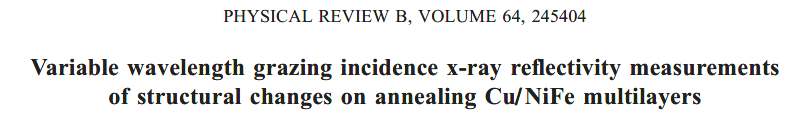 PHYSICAL REVIEW B, VOLUME 64, 245404
Variable wavelength grazing incidence x-ray reflectivity measurements
of structural changes on annealing Cu/NiFe multilayers